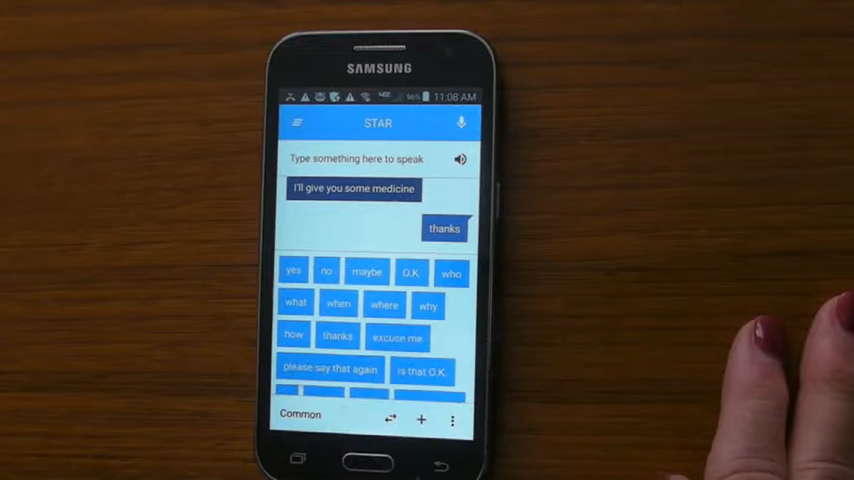 SAMSUNG
96% 11:08 AM
STAR
Type something here to speak
I'll give you some medicine
thanks
yes no maybe O.K who
what when where why
how thanks excuse me
please say that again is that O.K.
Common